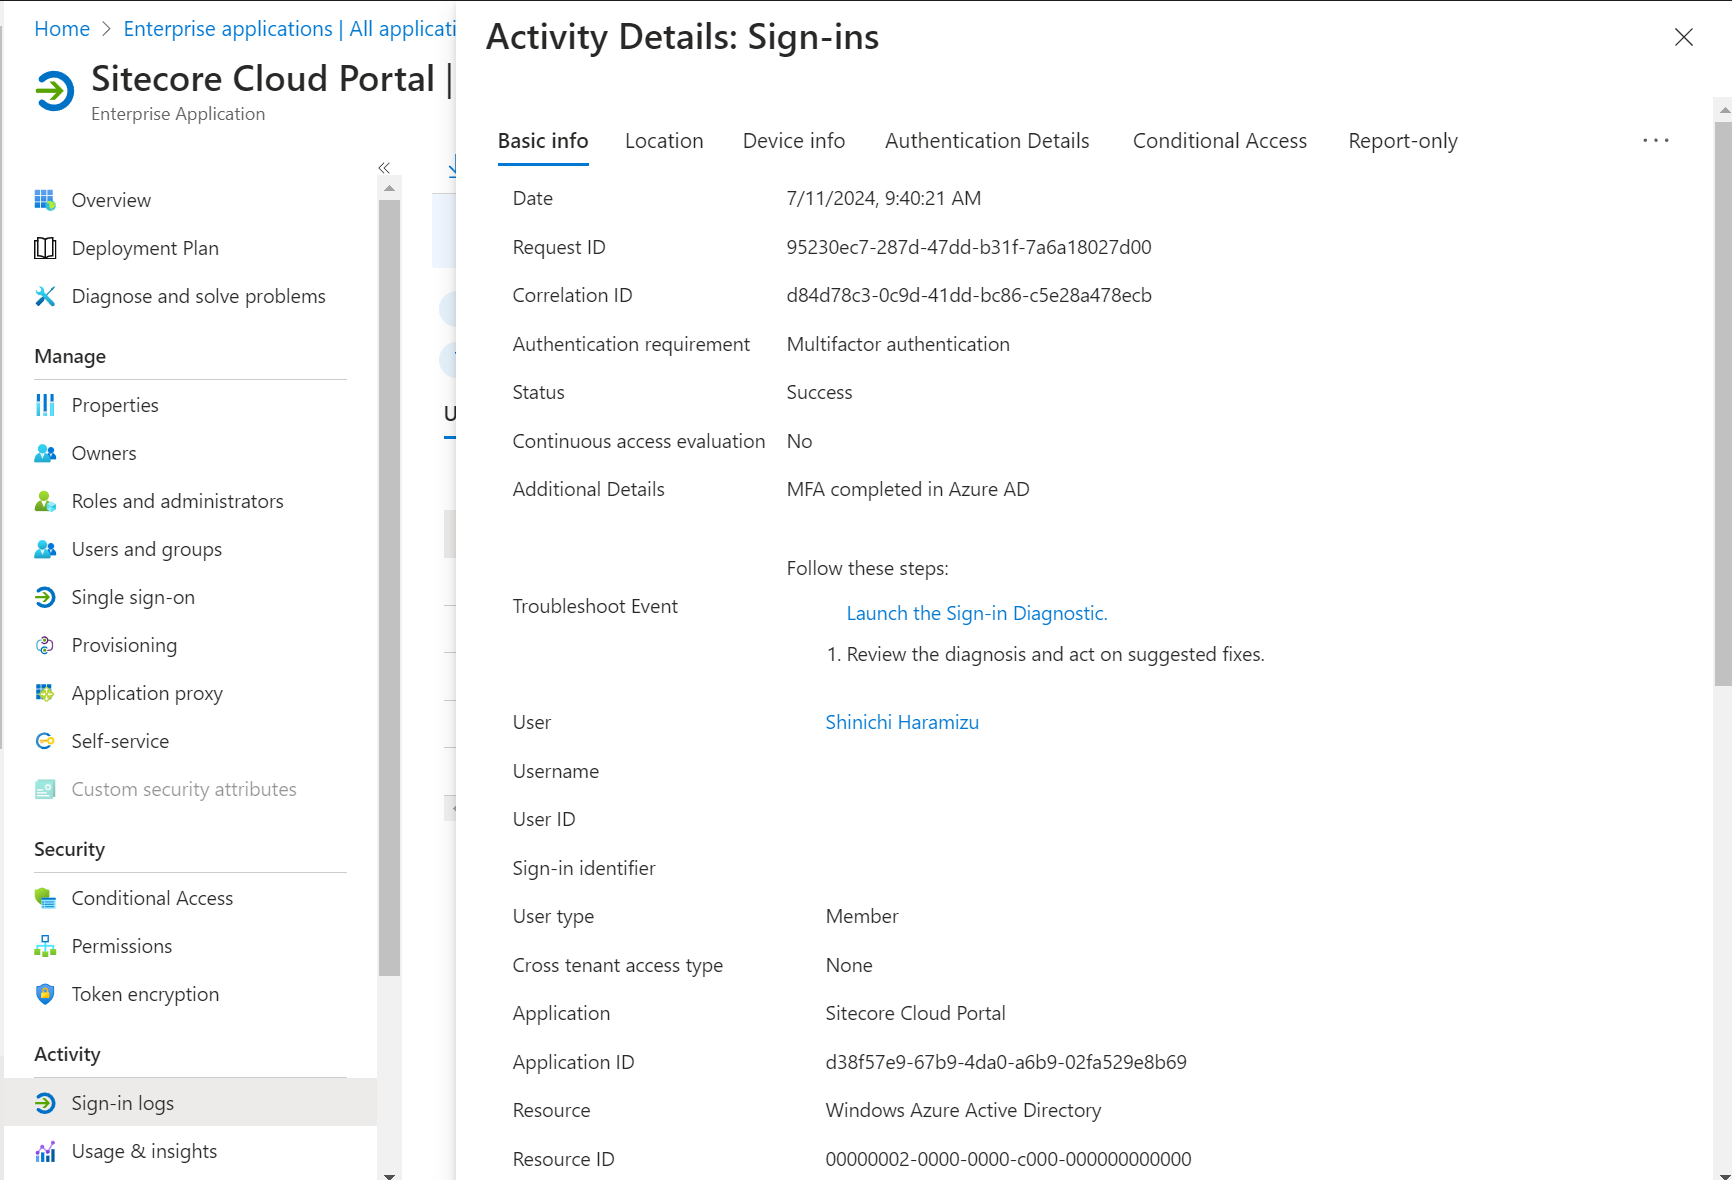 Home > Enterprise applications | All applicati
Sitecore Cloud Portal |
Enterprise Application
Overview
Deployment Plan
Diagnose and solve problems
Manage
Properties
Owners
Roles and administrators
Users and groups
Single sign-on
Provisioning
Application proxy
Self-service
Custom security attributes
Security
Conditional Access
Permissions
Token encryption
Activity
Sign-in logs
Usage & insights
U
Activity Details: Sign-ins
Basic info Location Device info Authentication Details Conditional Access Report-only ...
Date 7/11/2024, 9:40:21 AM
Request ID 95230ec7-287d-47dd-b31f-7a6a18027d00
Correlation ID d84d78c3-0c9d-41dd-bc86-c5e28a478ecb
Authentication requirement Multifactor authentication
Status Success
Continuous access evaluation No
Additional Details MFA completed in Azure AD
Troubleshoot Event Follow these steps:
Launch the Sign-in Diagnostic.
1. Review the diagnosis and act on suggested fixes.
User Shinichi Haramizu
Username
User ID
Sign-in identifier
User type Member
Cross tenant access type None
Application Sitecore Cloud Portal
Application ID d38f57e9-67b9-4da0-a6b9-02fa529e8b69
Resource Windows Azure Active Directory
Resource ID 00000002-0000-0000-c000-000000000000